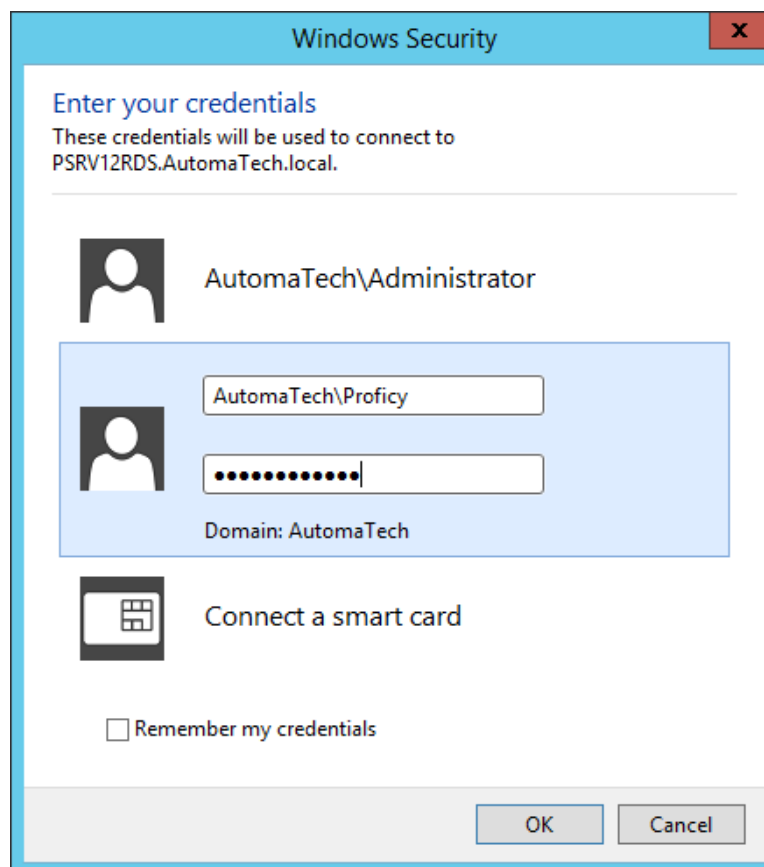 Windows Security
x
Enter your credentials
These credentials will be used to connect to
PSRV12RDS.AutomaTech.local.
AutomaTech\Administrator
AutomaTech\Proficy
●●●●●●●●●●●●
Domain: AutomaTech
Connect a smart card
Remember my credentials
OK
Cancel